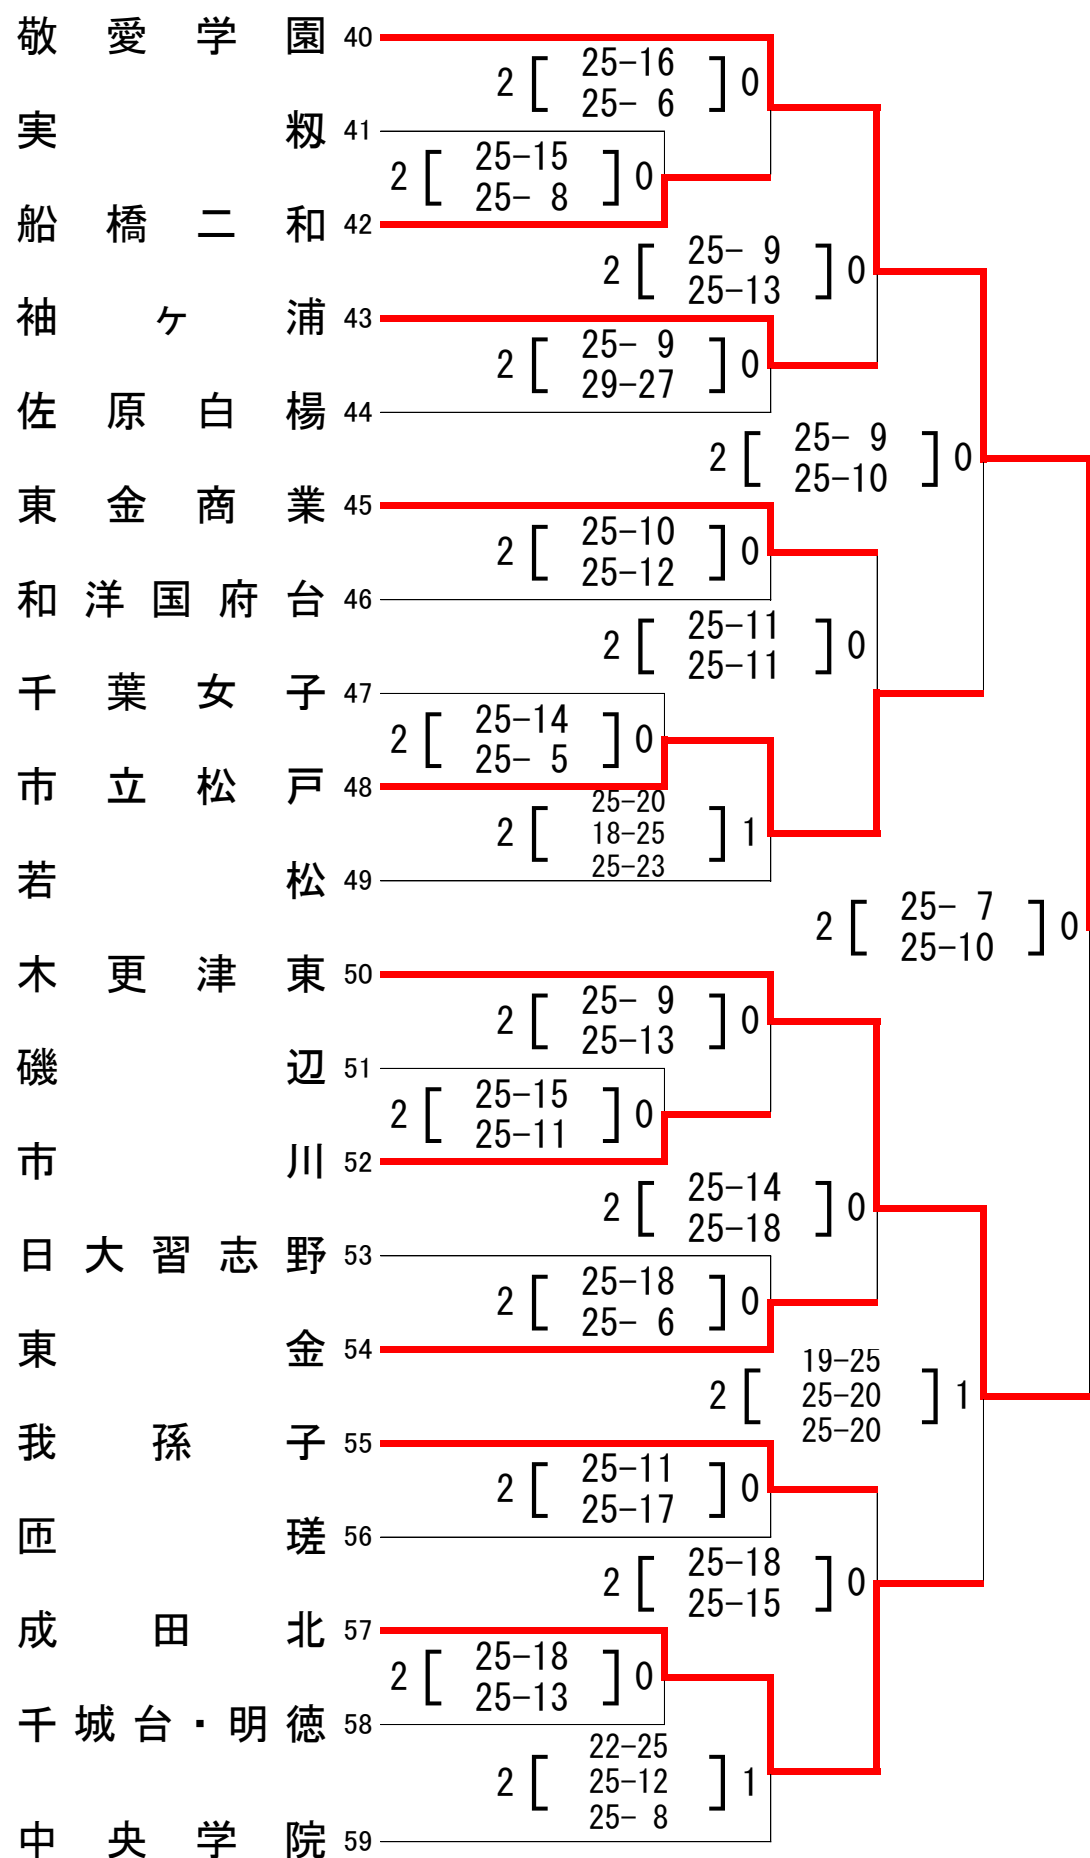 敬愛学園 40
25-16
2 [ ] 0
25- 6
実籾 41
25-15
2 [ ] 0
25- 8
船橋二和 42
25- 9
2 [ ] 0
25-13
袖ヶ浦 43
25- 9
2 [ ] 0
29-27
佐原白楊 44
25- 9
2 [ ] 0
25-10
東金商業 45
25-10
2 [ ] 0
25-12
和洋国府台 46
25-11
2 [ ] 0
25-11
千葉女子 47
25-14
2 [ ] 0
25- 5
市立松戸 48
25-20
2 [ 18-25 ] 1
25-23
若松 49
25- 7
2 [ ] 0
25-10
木更津東 50
25- 9
2 [ ] 0
25-13
磯辺 51
25-15
2 [ ] 0
25-11
市川 52
25-14
2 [ ] 0
25-18
日大習志野 53
25-18
2 [ ] 0
25- 6
東金 54
19-25
2 [ 25-20 ] 1
25-20
我孫子 55
25-11
2 [ ] 0
25-17
匝瑳 56
25-18
2 [ ] 0
25-15
成田北 57
25-18
2 [ ] 0
25-13
千城台・明徳 58
22-25
2 [ 25-12 ] 1
25- 8
中央学院 59